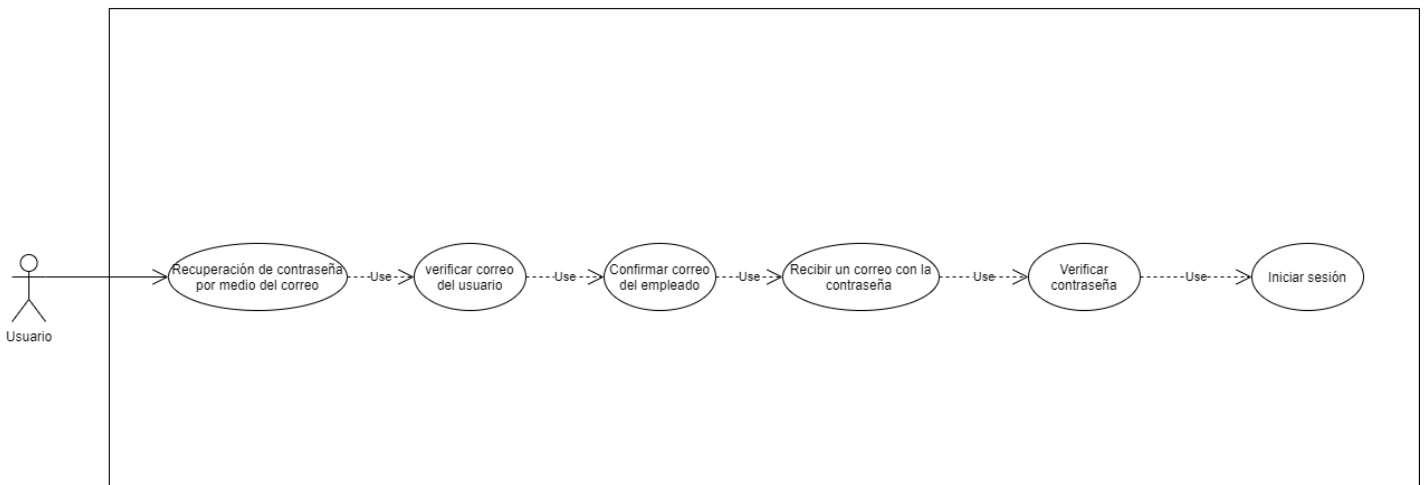 Usuario
Recuperación de contraseña
por medio del correo
Use
verificar correo
del usuario
Use
Confirmar correo
del empleado
Use
Recibir un correo con la
contraseña
Use
Verificar
contraseña
Use
Iniciar sesión